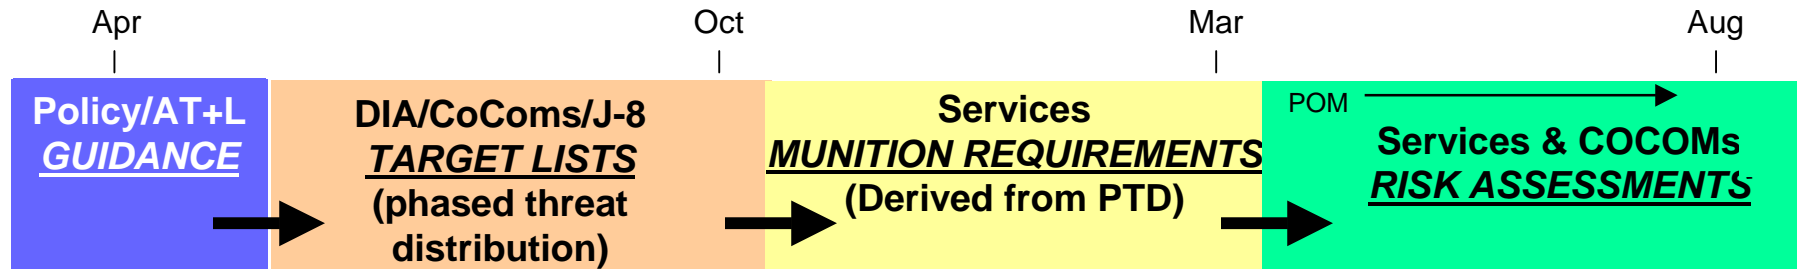 Apr
Oct
Mar
Aug
Policy/AT+L
GUIDANCE
DIA/CoComs/J-8
TARGET LISTS
(phased threat
distribution)
Services
MUNITION REQUIREMENTS
(Derived from PTD)
POM
Services & COCOMs
RISK ASSESSMENTS